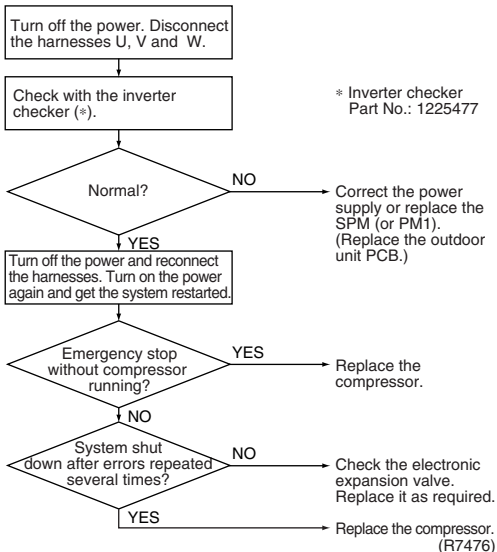 Turn off the power. Disconnect
the harnesses U, V and W.
Check with the inverter
checker (*).
* Inverter checker
Part No.: 1225477
Normal?
NO
Correct the power
supply or replace the
SPM (or PM1).
(Replace the outdoor
unit PCB.)
YES
Turn off the power and reconnect
the harnesses. Turn on the power
again and get the system restarted.
Emergency stop
without compressor
running?
YES
Replace the
compressor.
NO
System shut
down after errors repeated
several times?
NO
Check the electronic
expansion valve.
Replace it as required.
YES
Replace the compressor.
(R7476)